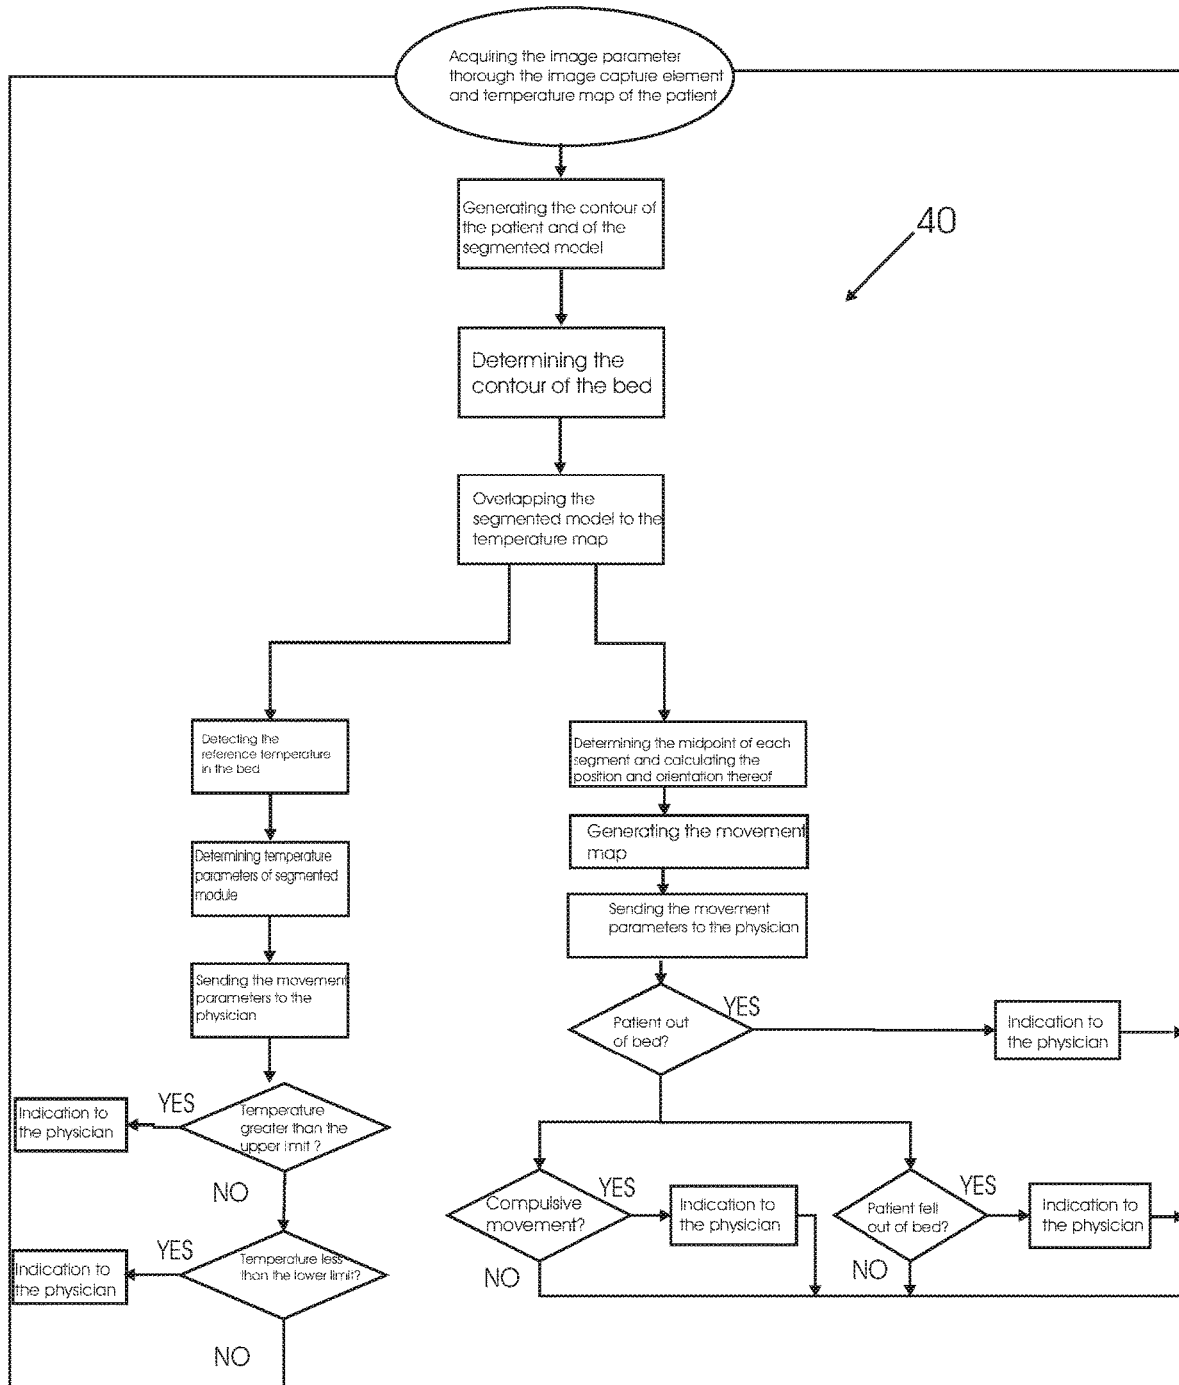 Acquiring the image parameter
thorough the image capture element
and temperature map of the patient
Generating the contour of
the patient and of the
segmented model
40
Determining the
contour of the bed
Overlapping the
segmented model to the
temperature map
Detecting the
reference temperature
in the bed
Determining temperature
parameters of segmented
module
Sending the movement
parameters to the
physician
Temperature
greater than the
upper limit ?
YES
Indication to
the physician
NO
Temperature less
than the lower limit?
YES
Indication to
the physician
NO
Determining the midpoint of each
segment and calculating the
position and orientation thereof
Generating the movement
map
Sending the movement
parameters to the physician
Patient out
of bed?
YES
Indication to
the physician
Compulsive
movement?
YES
Indication to
the physician
NO
Patient fell
out of bed?
YES
Indication to
the physician
NO